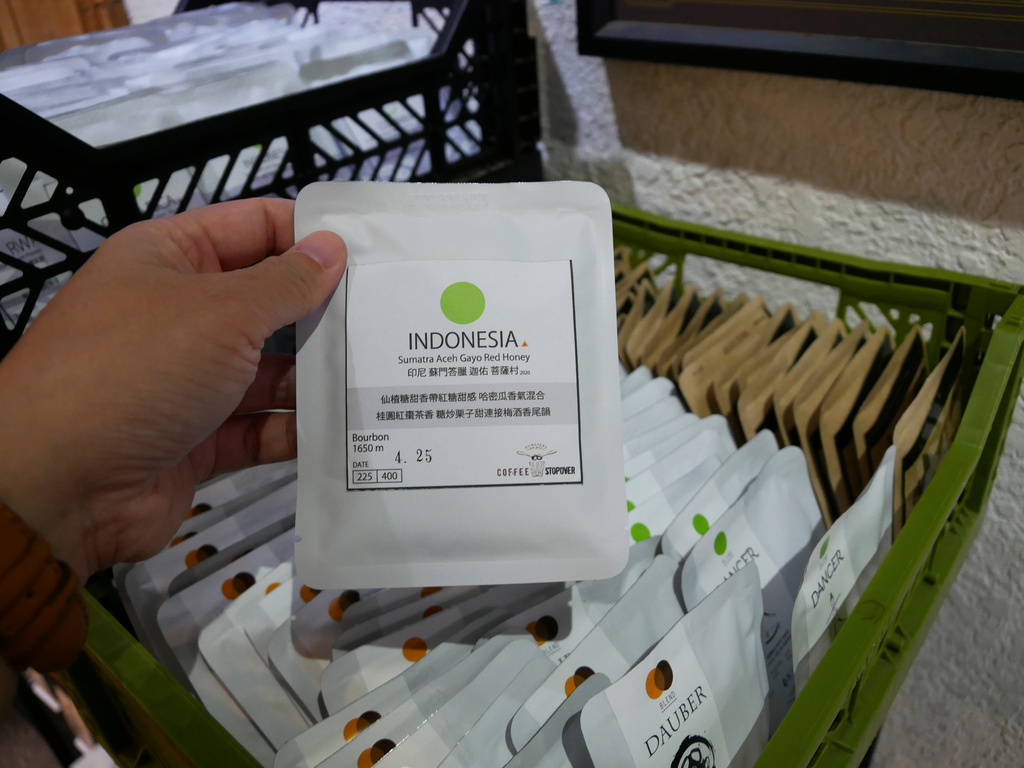 INDONESIA
Sumatra Aceh Gayo Red Honey
印尼 蘇門答臘 迦佑 菩薩村 2020
仙楂糖甜香帶紅糖甜感 哈密瓜香氣混合
桂圓紅棗茶香 糖炒栗子甜連接梅酒香尾韻
Bourbon
1650 m
DATE 4. 25
225 400
COFFEE STOPOVER
DANCER
DANCER
BLEND
DAUBER
RW